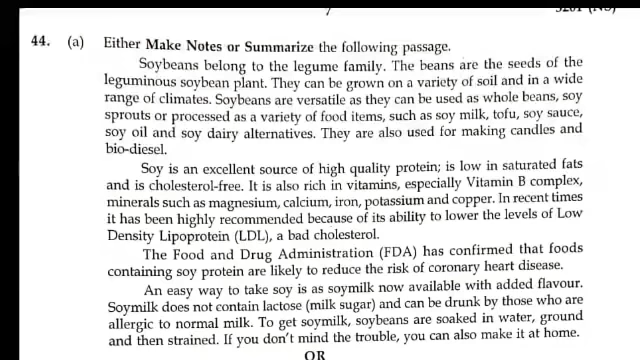 7
3201 (NS)
44. (a) Either Make Notes or Summarize the following passage.
Soybeans belong to the legume family. The beans are the seeds of the
leguminous soybean plant. They can be grown on a variety of soil and in a wide
range of climates. Soybeans are versatile as they can be used as whole beans, soy
sprouts or processed as a variety of food items, such as soy milk, tofu, soy sauce,
soy oil and soy dairy alternatives. They are also used for making candles and
bio-diesel.
Soy is an excellent source of high quality protein; is low in saturated fats
and is cholesterol-free. It is also rich in vitamins, especially Vitamin B complex,
minerals such as magnesium, calcium, iron, potassium and copper. In recent times
it has been highly recommended because of its ability to lower the levels of Low
Density Lipoprotein (LDL), a bad cholesterol.
The Food and Drug Administration (FDA) has confirmed that foods
containing soy protein are likely to reduce the risk of coronary heart disease.
An easy way to take soy is as soymilk now available with added flavour.
Soymilk does not contain lactose (milk sugar) and can be drunk by those who are
allergic to normal milk. To get soymilk, soybeans are soaked in water, ground
and then strained. If you don't mind the trouble, you can also make it at home.
OR